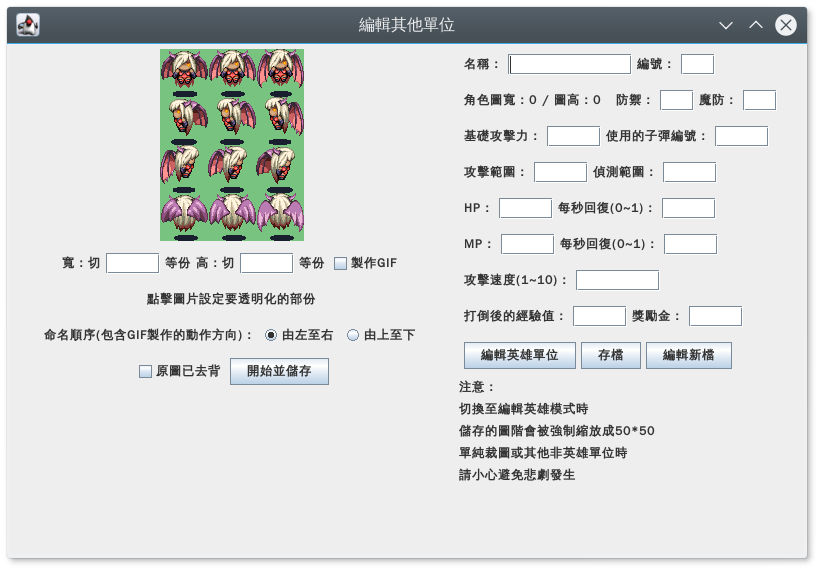 編輯其他單位
寬：切 等份 高：切 等份 製作GIF
點擊圖片設定要透明化的部份
命名順序(包含GIF製作的動作方向)： 由左至右 由上至下
原圖已去背 開始並儲存
名稱： 編號：
角色圖寬：0 / 圖高：0 防禦： 魔防：
基礎攻擊力： 使用的子彈編號：
攻擊範圍： 偵測範圍：
HP： 每秒回復(0~1)：
MP： 每秒回復(0~1)：
攻擊速度(1~10)：
打倒後的經驗值： 獎勵金：
編輯英雄單位 存檔 編輯新檔
注意：
切換至編輯英雄模式時
儲存的圖階會被強制縮放成50*50
單純裁圖或其他非英雄單位時
請小心避免悲劇發生